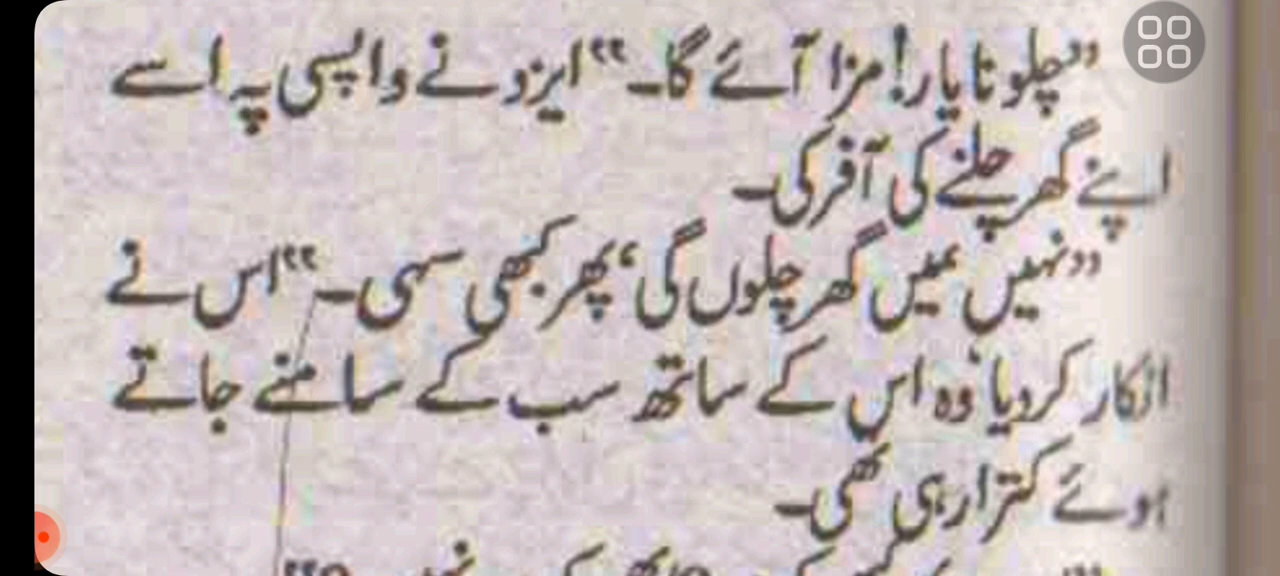 ”چلو نا یار! مزا آئے گا۔“ ایزد نے واپسی پہ اسے
اپنے گھر چلنے کی آفر کی۔
”نہیں میں گھر چلوں گی، پھر کبھی سہی۔“ اس نے
انکار کردیا، وہ اس کے ساتھ سب کے سامنے جاتے
ہوئے کترا رہی تھی۔